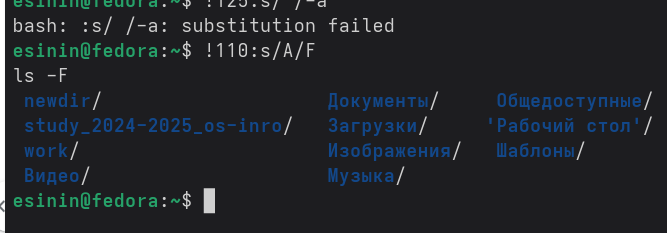 esinin@fedora:~$ !125:s/ /-a
bash: :s/ /-a: substitution failed
esinin@fedora:~$ !110:s/A/F
ls -F
newdir/ Документы/ Общедоступные/
study_2024-2025_os-inro/ Загрузки/ 'Рабочий стол'/
work/ Изображения/ Шаблоны/
Видео/ Музыка/
esinin@fedora:~$